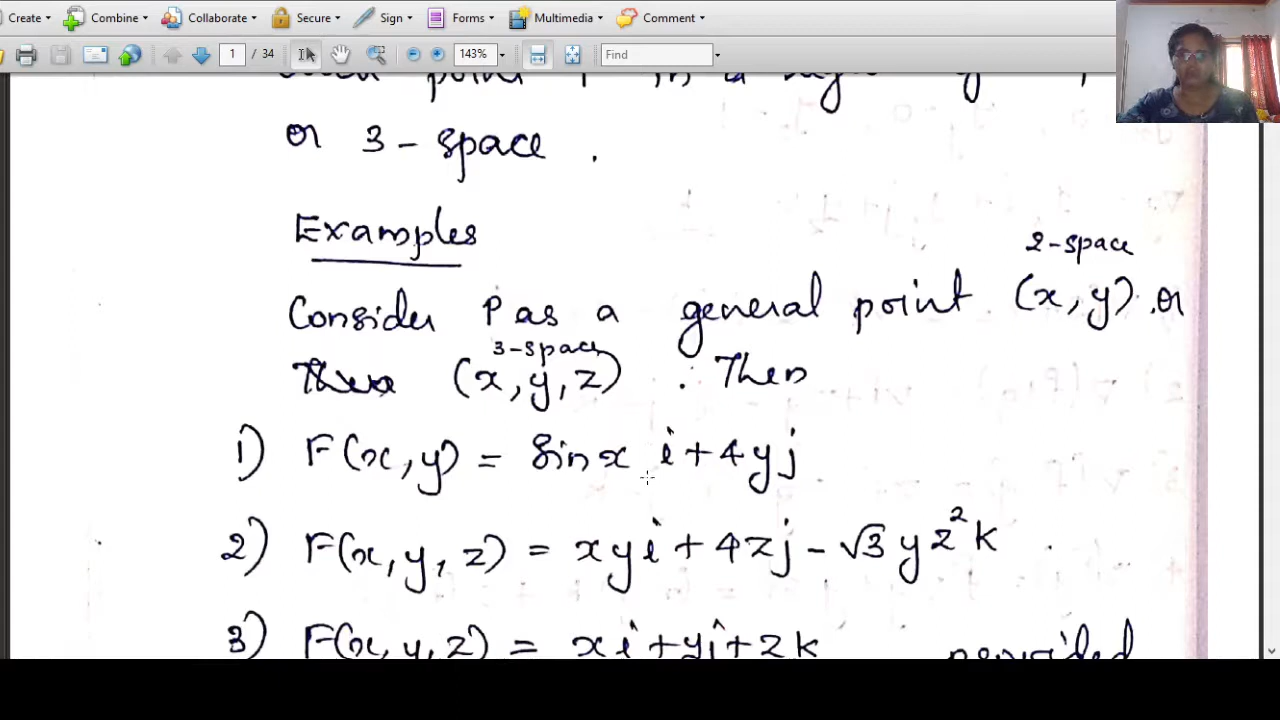 Create Combine Collaborate Secure Sign Forms Multimedia Comment
1 / 34 143% Find
or 3 - space .
Examples
2-space
Consider P as a general point (x, y) or
3-space
(x, y, z) . Then
1) F(x, y) = sin x i + 4y j
2) F(x, y, z) = xy i + 4z j - √3 y z² k .
3) F(x, y, z) = x i + y j + z k provided